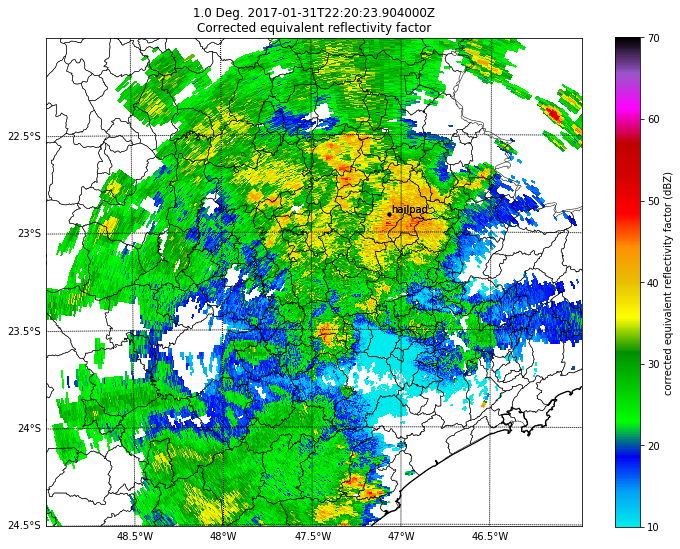 1.0 Deg. 2017-01-31T22:20:23.904000Z
Corrected equivalent reflectivity factor
70
60
50
40
30
20
10
corrected equivalent reflectivity factor (dBZ)
22.5°S
23°S
23.5°S
24°S
24.5°S
hailpad
48.5°W
48°W
47.5°W
47°W
46.5°W